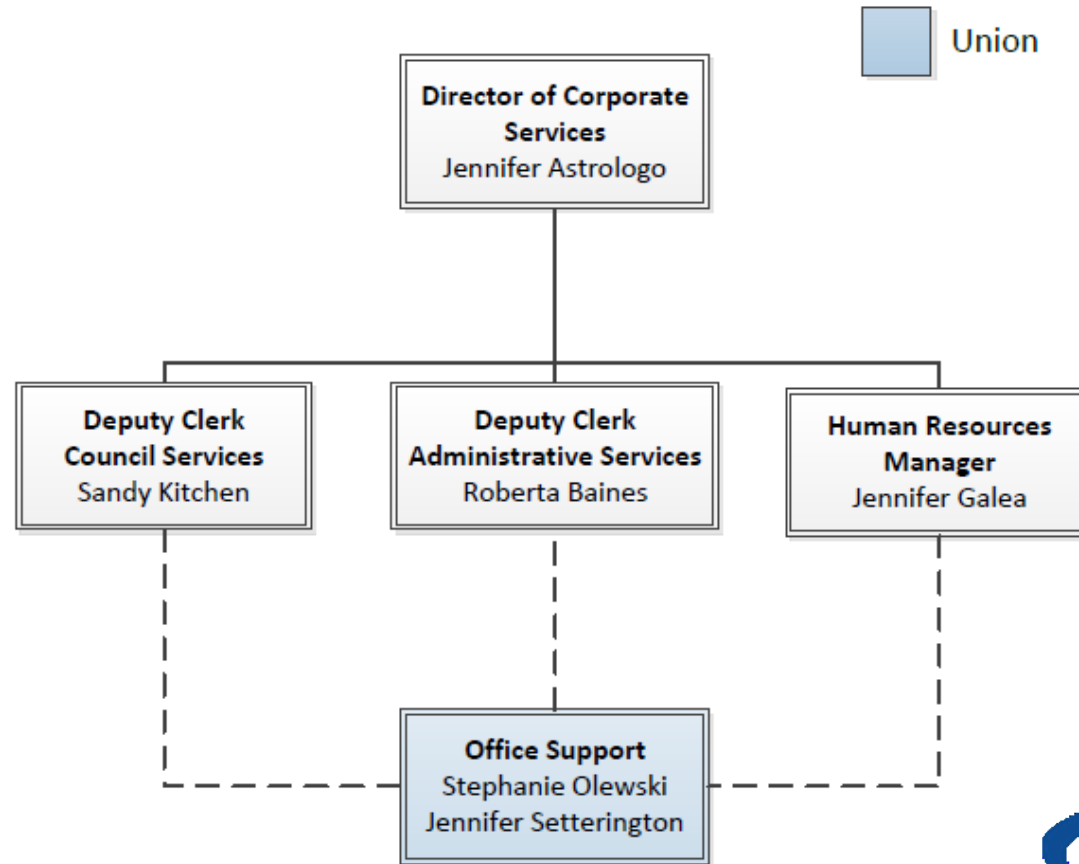 Union
Director of Corporate
Services
Jennifer Astrologo
Deputy Clerk
Council Services
Sandy Kitchen
Deputy Clerk
Administrative Services
Roberta Baines
Human Resources
Manager
Jennifer Galea
Office Support
Stephanie Olewski
Jennifer Setterington